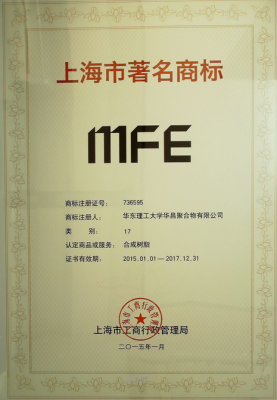 上海市著名商标
MFE
商标注册证号: 736595
商标注册人: 华东理工大学华昌聚合物有限公司
类 别: 17
认定商品或服务: 合成树脂
证书有效期: 2015.01.01—2017.12.31
上海市工商行政管理局
二〇一五年一月